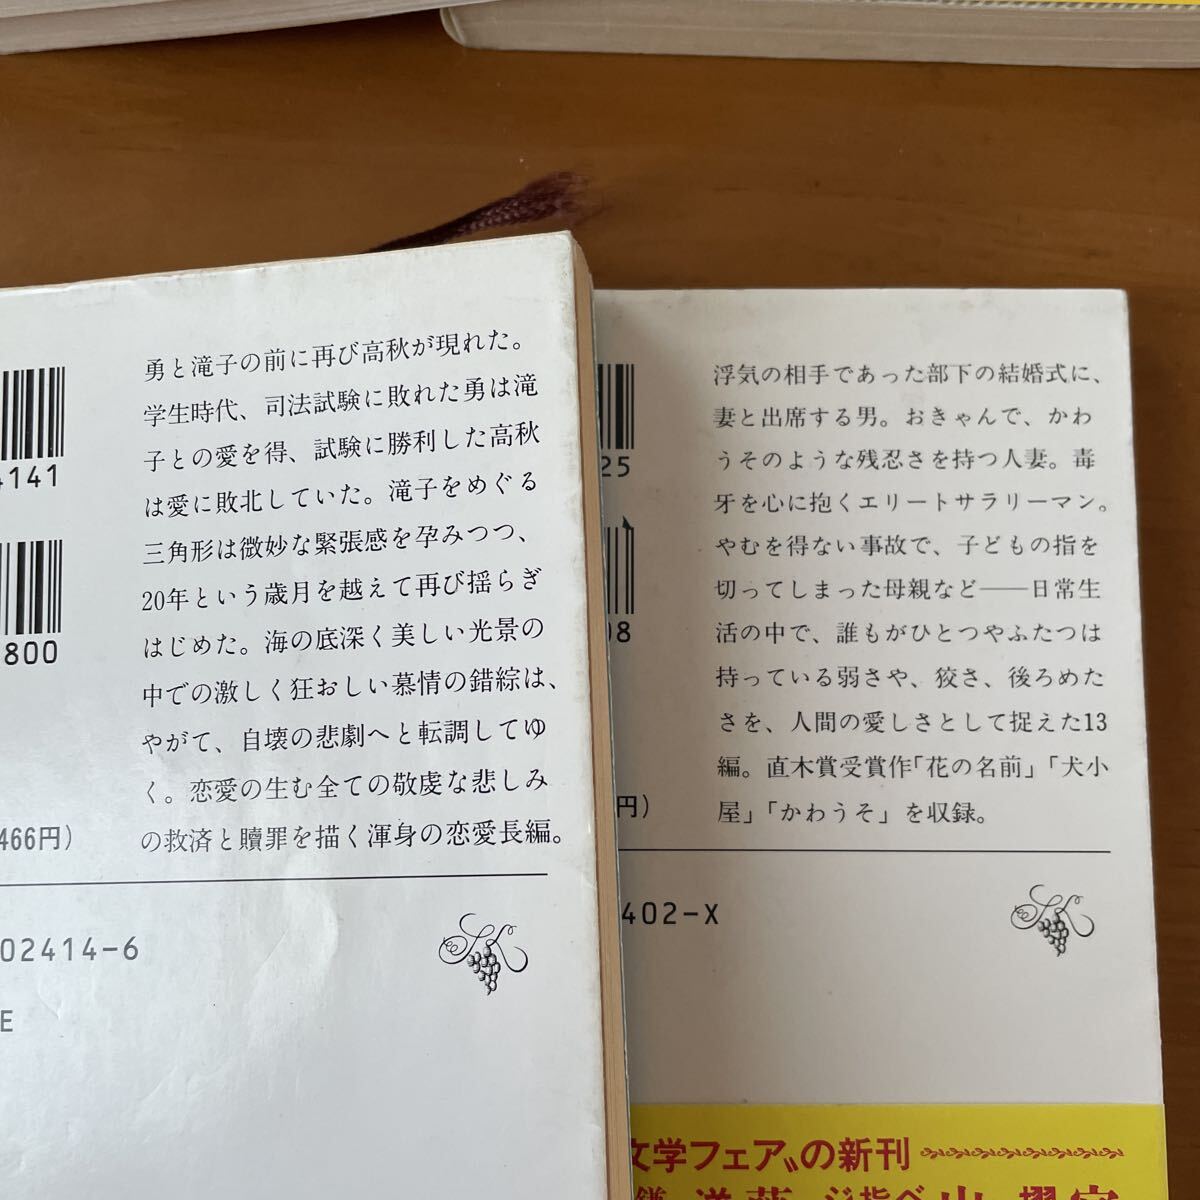 勇と滝子の前に再び高秋が現れた。
学生時代、司法試験に敗れた勇は滝
子との愛を得、試験に勝利した高秋
は愛に敗北していた。滝子をめぐる
三角形は微妙な緊張感を孕みつつ、
20年という歳月を越えて再び揺らぎ
はじめた。海の底深く美しい光景の
中での激しく狂おしい慕情の錯綜は、
やがて、自壊の悲劇へと転調してゆ
く。恋愛の生む全ての敬虔な悲しみ
の救済と贖罪を描く渾身の恋愛長編。
4141
800
466円)
02414-6
E
浮気の相手であった部下の結婚式に、
妻と出席する男。おきゃんで、かわ
うそのような残忍さを持つ人妻。毒
牙を心に抱くエリートサラリーマン。
やむを得ない事故で、子どもの指を
切ってしまった母親など——日常生
活の中で、誰もがひとつやふたつは
持っている弱さや、狡さ、後ろめた
さを、人間の愛しさとして捉えた13
編。直木賞受賞作「花の名前」「犬小
屋」「かわうそ」を収録。
25
08
円)
402-X
文学フェア〟の新刊